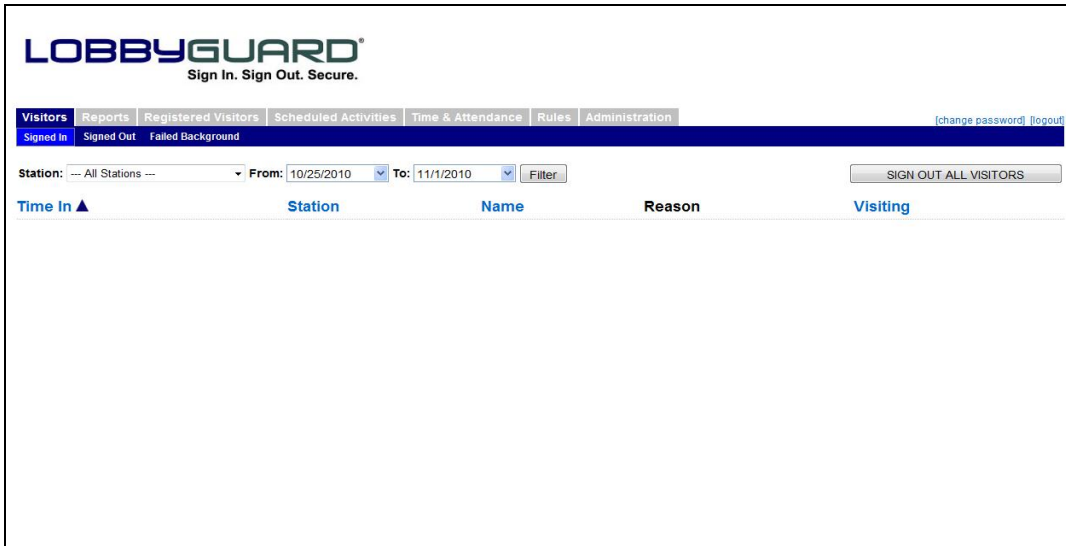 LOBBYGUARD®
Sign In. Sign Out. Secure.
Visitors Reports Registered Visitors Scheduled Activities Time & Attendance Rules Administration [change password] [logout]
Signed In Signed Out Failed Background
Station: --- All Stations --- From: 10/25/2010 To: 11/1/2010 Filter SIGN OUT ALL VISITORS
Time In ▲ Station Name Reason Visiting